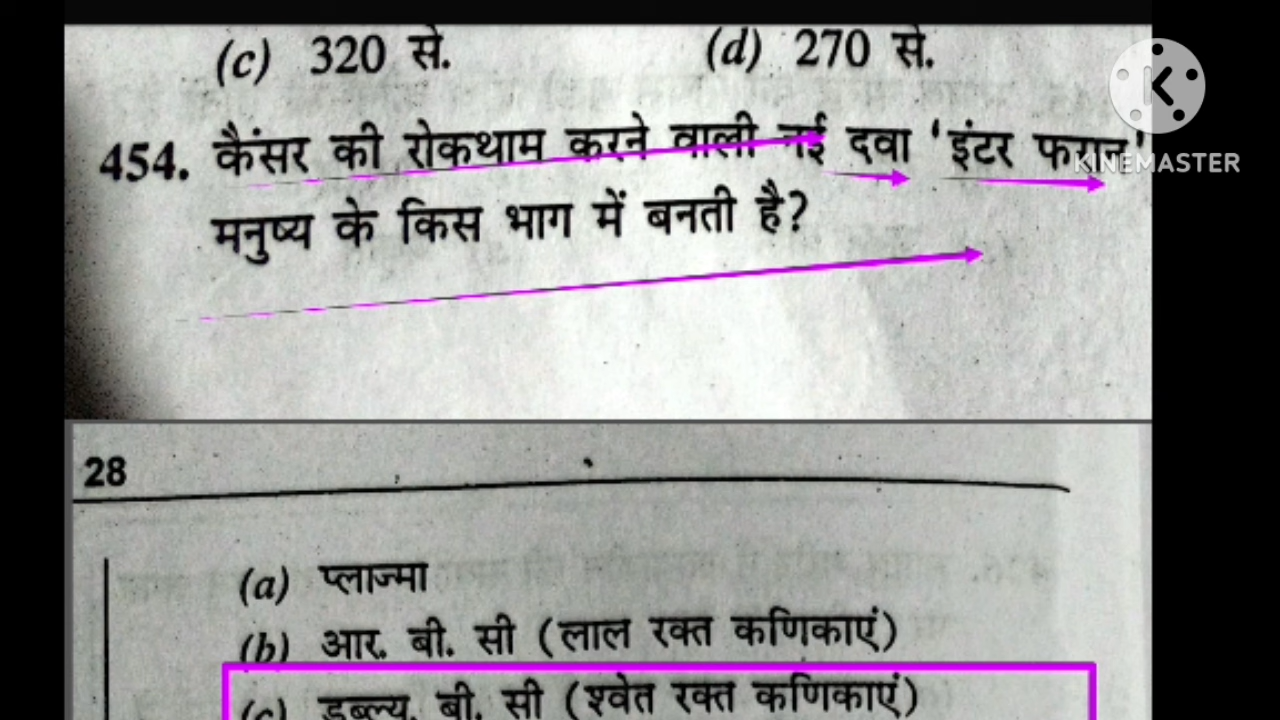 (c) 320 से. (d) 270 से.
454. कैंसर की रोकथाम करने वाली नई दवा 'इंटर फरान'
KINEMASTER
मनुष्य के किस भाग में बनती है?
28
(a) प्लाज्मा
(b) आर. बी. सी (लाल रक्त कणिकाएं)
(c) डब्ल्यू. बी. सी (श्वेत रक्त कणिकाएं)